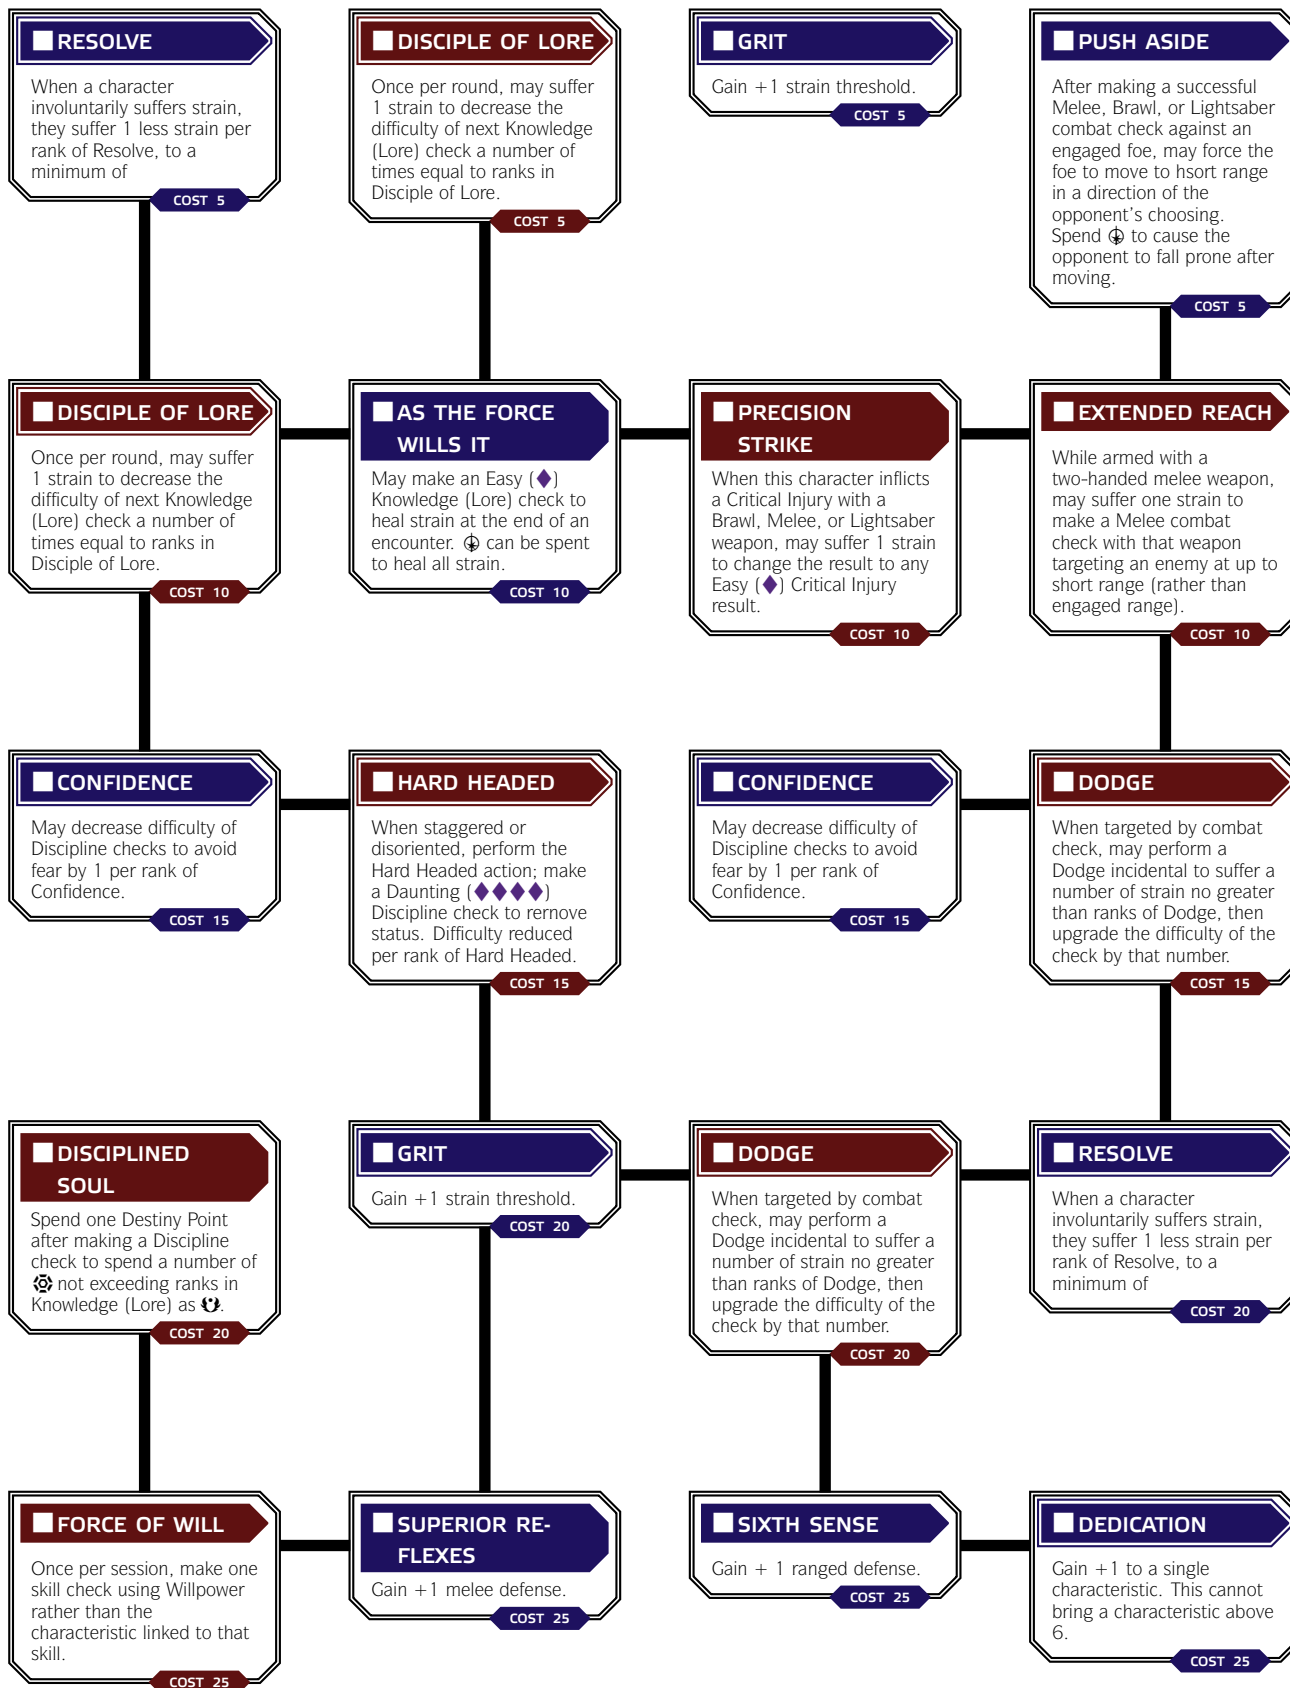 RESOLVE
When a character
involuntarily suffers strain,
they suffer 1 less strain per
rank of Resolve, to a
minimum of
COST 5
DISCIPLE OF LORE
Once per round, may suffer
1 strain to decrease the
difficulty of next Knowledge
(Lore) check a number of
times equal to ranks in
Disciple of Lore.
COST 5
GRIT
Gain +1 strain threshold.
COST 5
PUSH ASIDE
After making a successful
Melee, Brawl, or Lightsaber
combat check against an
engaged foe, may force the
foe to move to hsort range
in a direction of the
opponent's choosing.
Spend to cause the
opponent to fall prone after
moving.
COST 5
DISCIPLE OF LORE
Once per round, may suffer
1 strain to decrease the
difficulty of next Knowledge
(Lore) check a number of
times equal to ranks in
Disciple of Lore.
COST 10
AS THE FORCE
WILLS IT
May make an Easy (◆)
Knowledge (Lore) check to
heal strain at the end of an
encounter. can be spent
to heal all strain.
COST 10
PRECISION
STRIKE
When this character inflicts
a Critical Injury with a
Brawl, Melee, or Lightsaber
weapon, may suffer 1 strain
to change the result to any
Easy (◆) Critical Injury
result.
COST 10
EXTENDED REACH
While armed with a
two-handed melee weapon,
may suffer one strain to
make a Melee combat
check with that weapon
targeting an enemy at up to
short range (rather than
engaged range).
COST 10
CONFIDENCE
May decrease difficulty of
Discipline checks to avoid
fear by 1 per rank of
Confidence.
COST 15
HARD HEADED
When staggered or
disoriented, perform the
Hard Headed action; make
a Daunting (◆◆◆◆)
Discipline check to rernove
status. Difficulty reduced
per rank of Hard Headed.
COST 15
CONFIDENCE
May decrease difficulty of
Discipline checks to avoid
fear by 1 per rank of
Confidence.
COST 15
DODGE
When targeted by combat
check, may perform a
Dodge incidental to suffer a
number of strain no greater
than ranks of Dodge, then
upgrade the difficulty of the
check by that number.
COST 15
DISCIPLINED
SOUL
Spend one Destiny Point
after making a Discipline
check to spend a number of
not exceeding ranks in
Knowledge (Lore) as .
COST 20
GRIT
Gain +1 strain threshold.
COST 20
DODGE
When targeted by combat
check, may perform a
Dodge incidental to suffer a
number of strain no greater
than ranks of Dodge, then
upgrade the difficulty of the
check by that number.
COST 20
RESOLVE
When a character
involuntarily suffers strain,
they suffer 1 less strain per
rank of Resolve, to a
minimum of
COST 20
FORCE OF WILL
Once per session, make one
skill check using Willpower
rather than the
characteristic linked to that
skill.
COST 25
SUPERIOR RE-
FLEXES
Gain +1 melee defense.
COST 25
SIXTH SENSE
Gain + 1 ranged defense.
COST 25
DEDICATION
Gain +1 to a single
characteristic. This cannot
bring a characteristic above
6.
COST 25